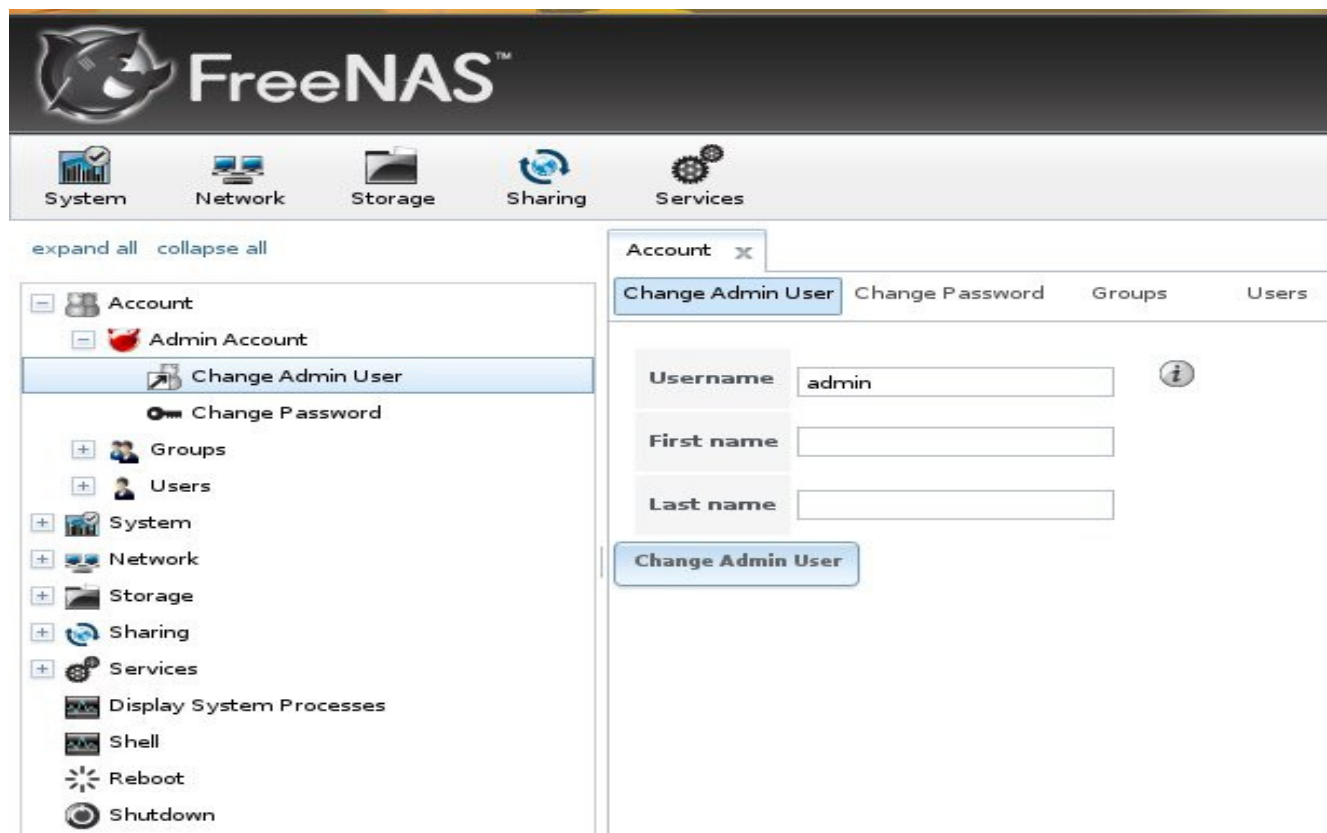 FreeNAS™
System Network Storage Sharing Services
expand all collapse all
Account
Admin Account
Change Admin User
Change Password
Groups
Users
System
Network
Storage
Sharing
Services
Display System Processes
Shell
Reboot
Shutdown
Account x
Change Admin User Change Password Groups Users
Username admin i
First name
Last name
Change Admin User